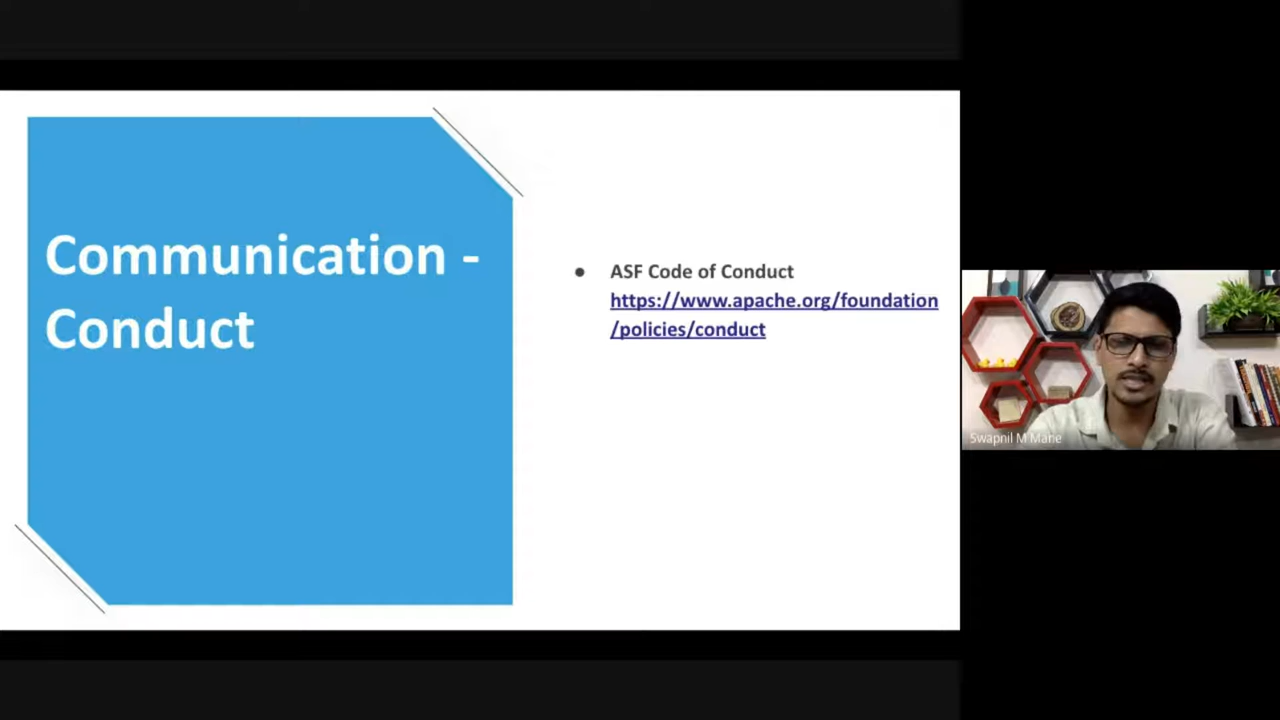 Communication -
Conduct
● ASF Code of Conduct
https://www.apache.org/foundation
/policies/conduct
Swapnil M Mane